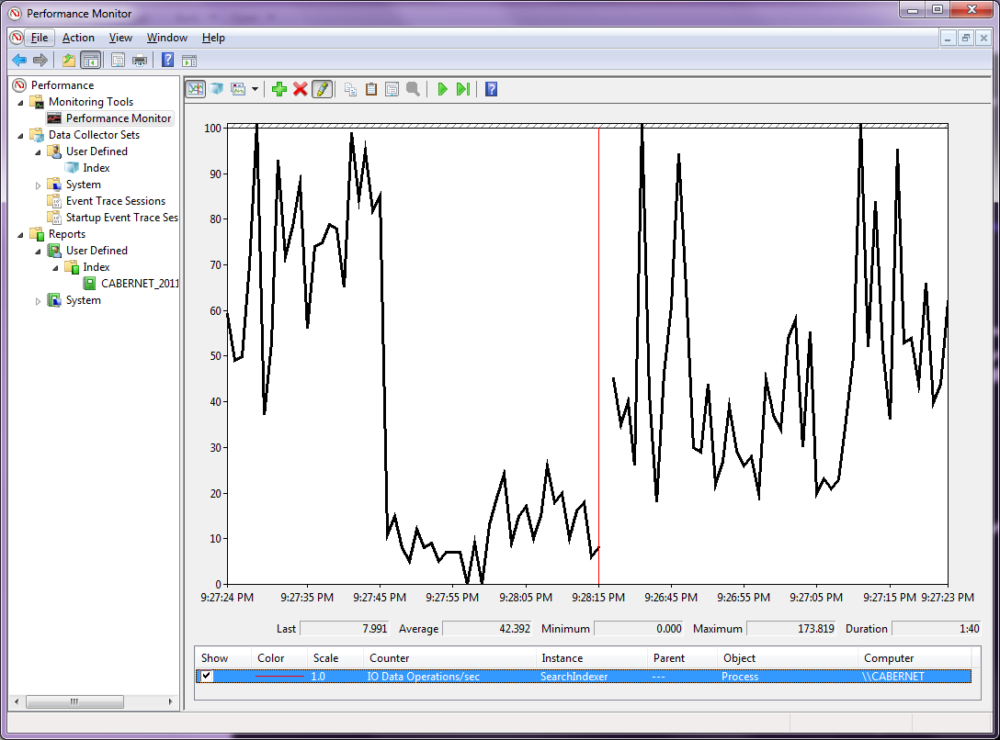 Performance Monitor
File Action View Window Help
Performance
Monitoring Tools
Performance Monitor
Data Collector Sets
User Defined
Index
System
Event Trace Sessions
Startup Event Trace Ses
Reports
User Defined
Index
CABERNET_2011
System
100
90
80
70
60
50
40
30
20
10
0
9:27:24 PM 9:27:35 PM 9:27:45 PM 9:27:55 PM 9:28:05 PM 9:28:15 PM 9:26:45 PM 9:26:55 PM 9:27:05 PM 9:27:15 PM 9:27:23 PM
Last 7.991 Average 42.392 Minimum 0.000 Maximum 173.819 Duration 1:40
Show Color Scale Counter Instance Parent Object Computer
1.0 IO Data Operations/sec SearchIndexer --- Process \\CABERNET